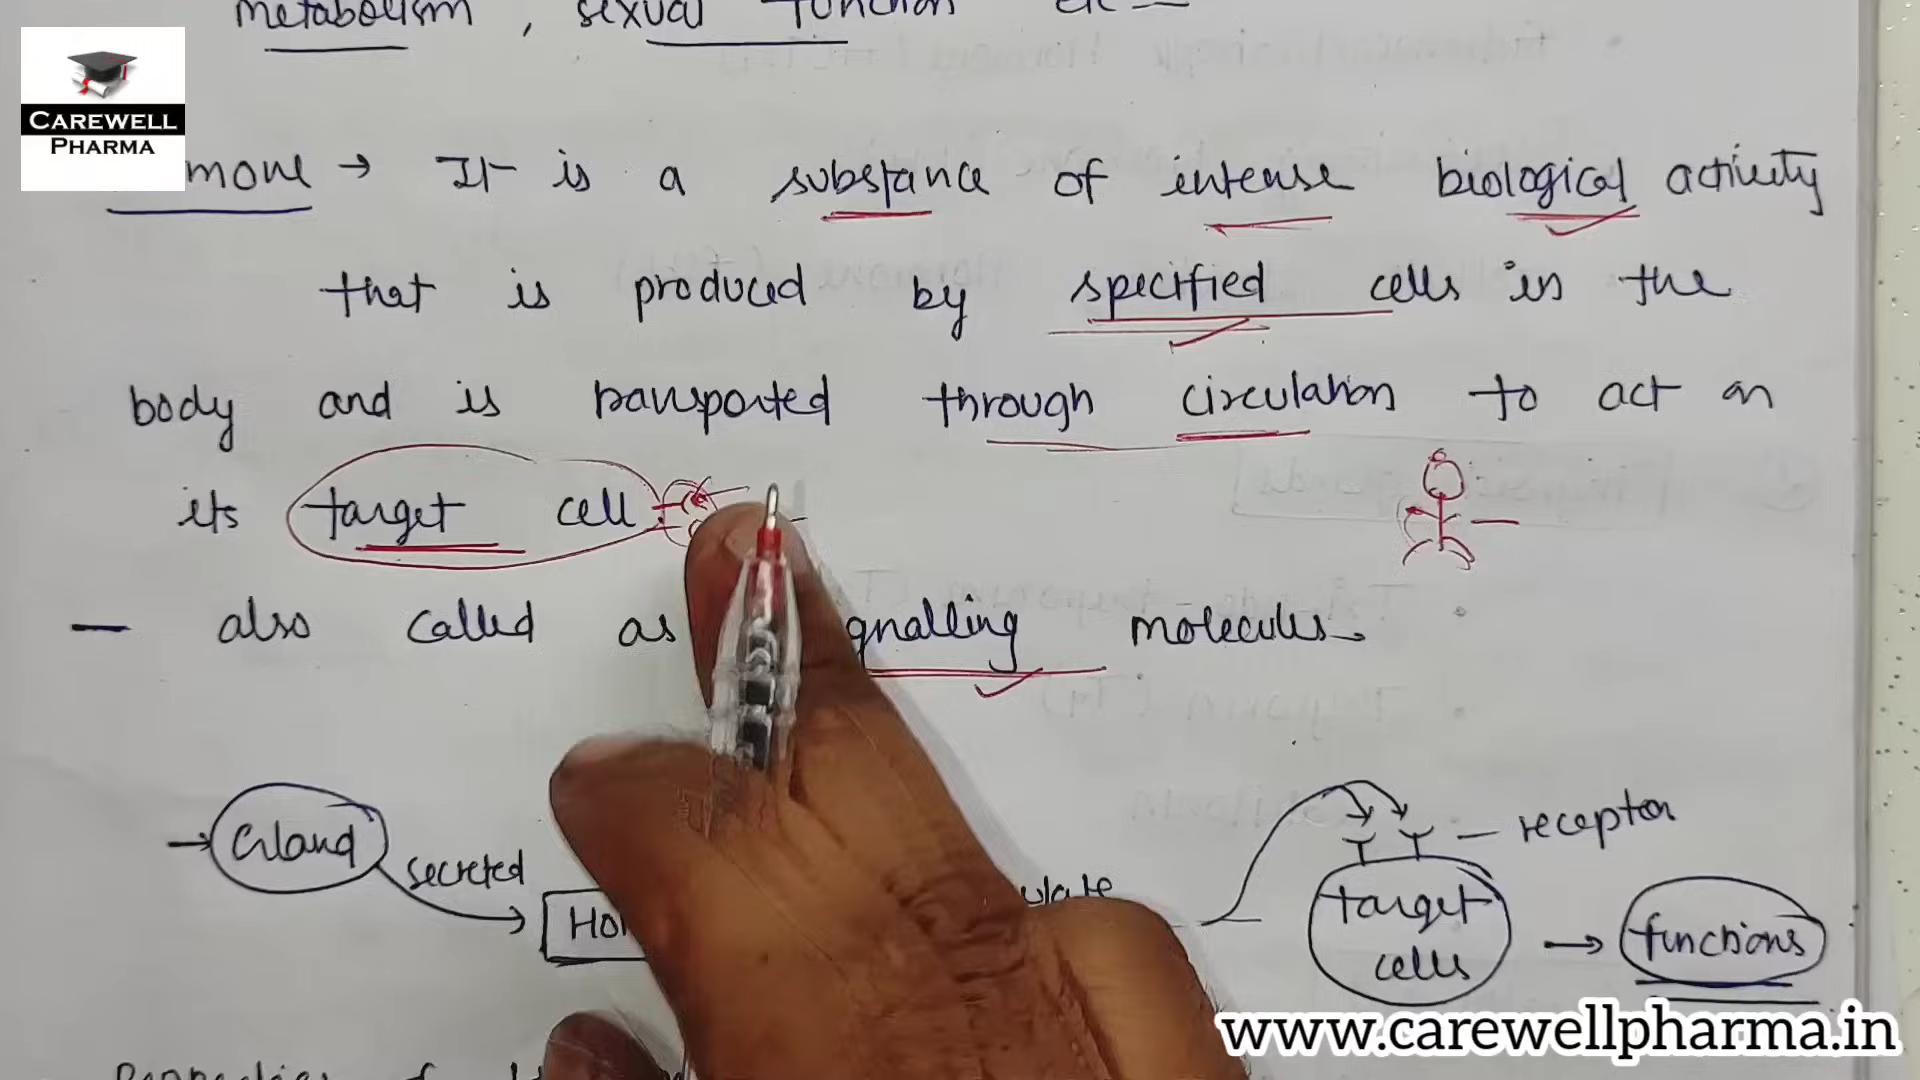 metabolism, sexual function etc —
CAREWELL
PHARMA
mone → It is a substance of intense biological activity
that is produced by specified cells in the
body and is transported through circulation to act on
its target cell
— also called as gnalling molecules.
Gland
secreted
Hor
ulate
receptor
target
cells
→ functions
www.carewellpharma.in